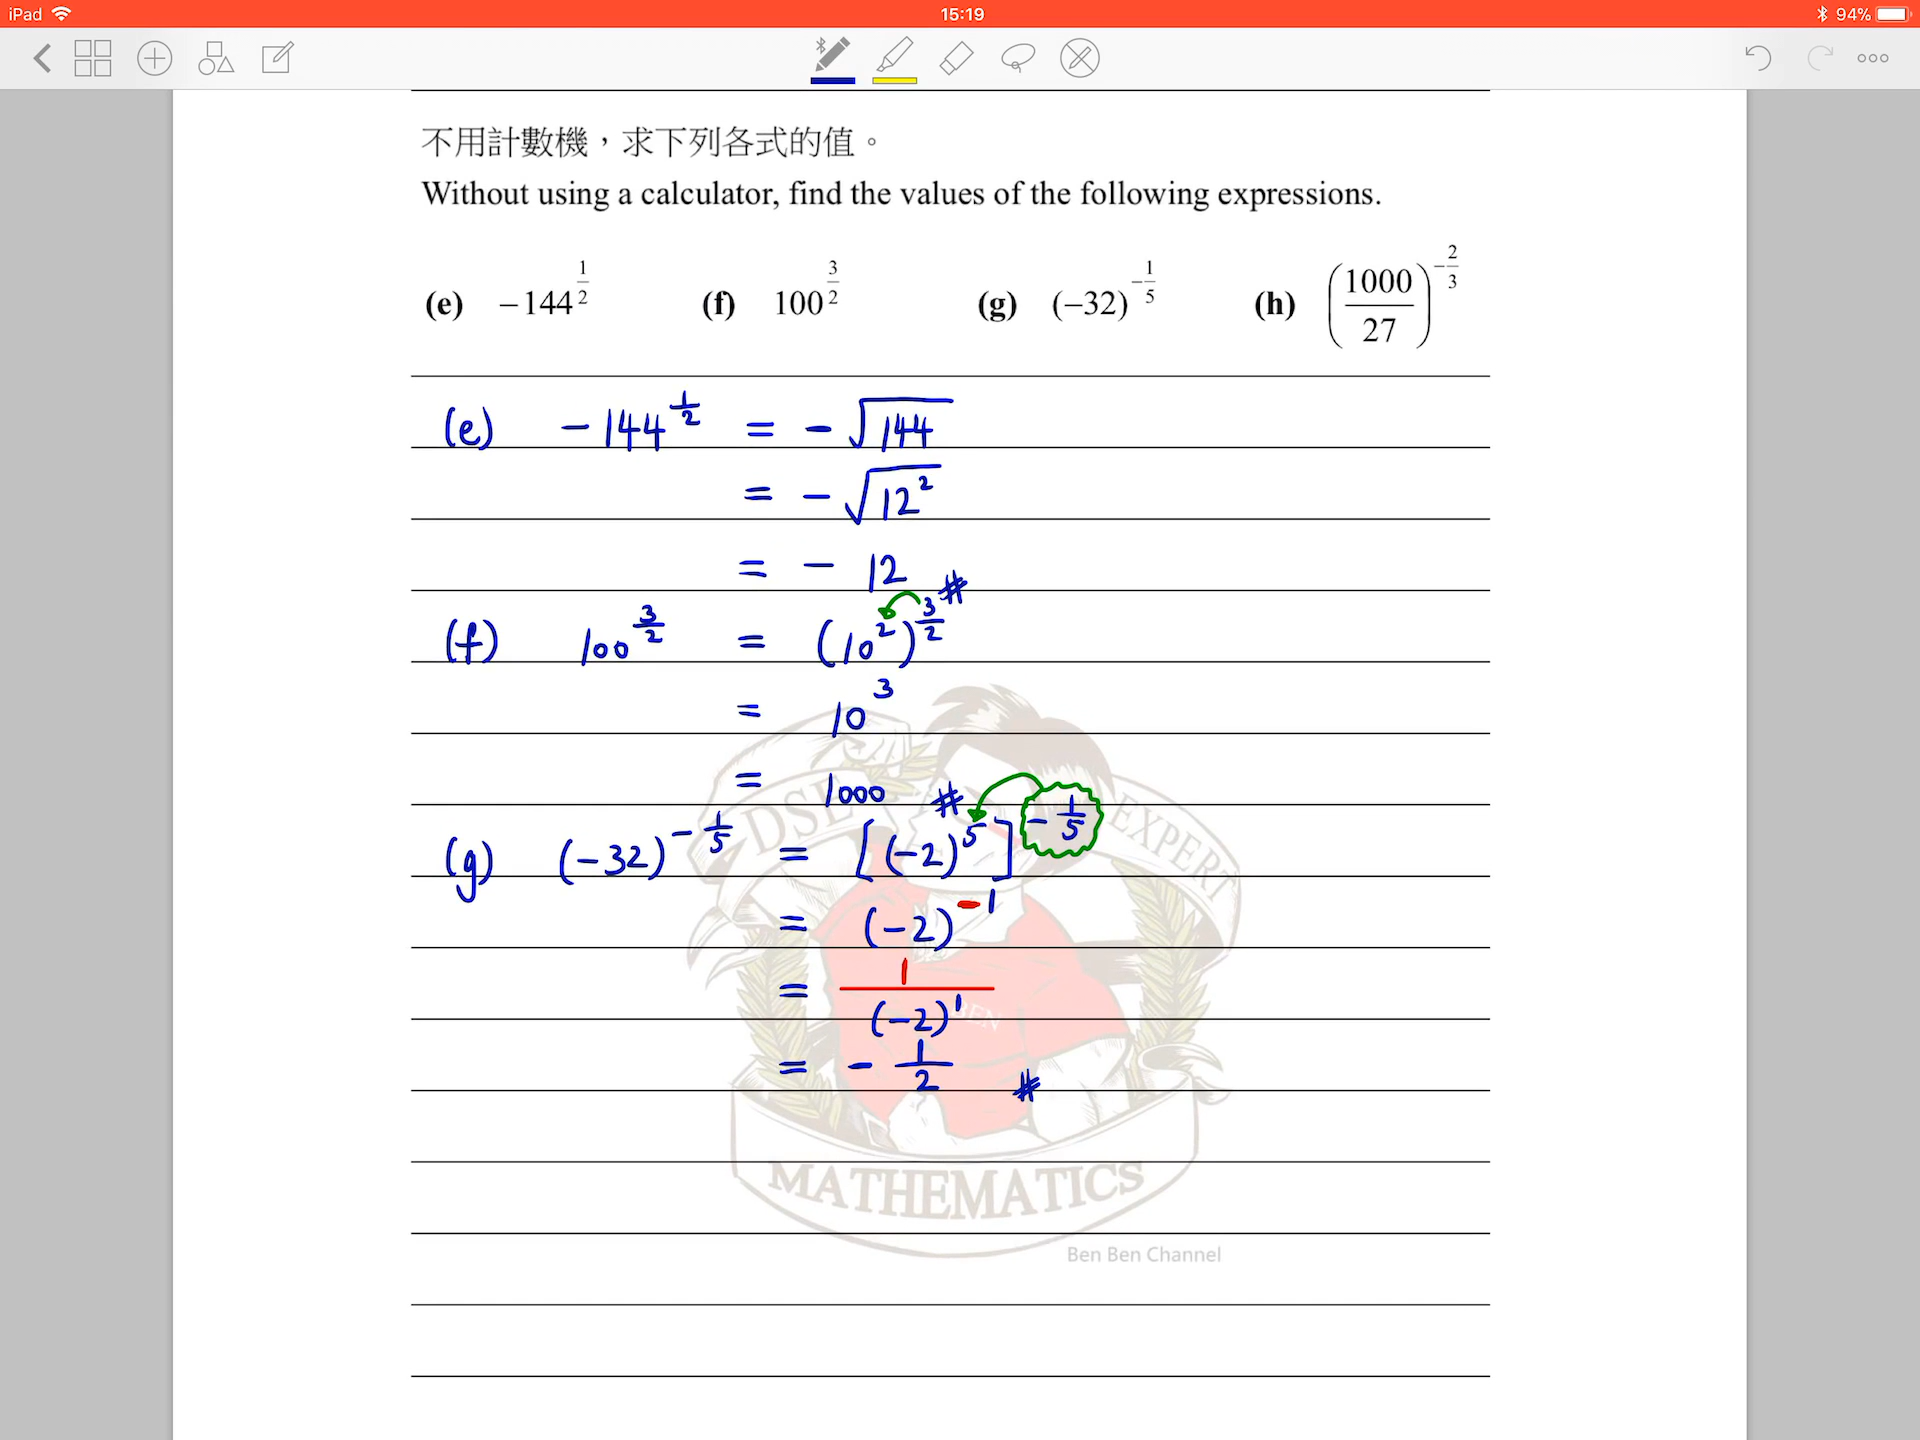 iPad 15:19 94%
不用計數機，求下列各式的值。
Without using a calculator, find the values of the following expressions.
(e) −144^(1/2) (f) 100^(3/2) (g) (−32)^(−1/5) (h) (1000/27)^(−2/3)
(e) −144^(1/2) = −√144
= −√12²
= − 12 #
(f) 100^(3/2) = (10²)^(3/2)
= 10³
= 1000 #
(g) (−32)^(−1/5) = [(−2)⁵]^(−1/5)
= (−2)^(−1)
= 1/(−2)¹
= − 1/2 #
DSE EXPERT
BEN
MATHEMATICS
Ben Ben Channel